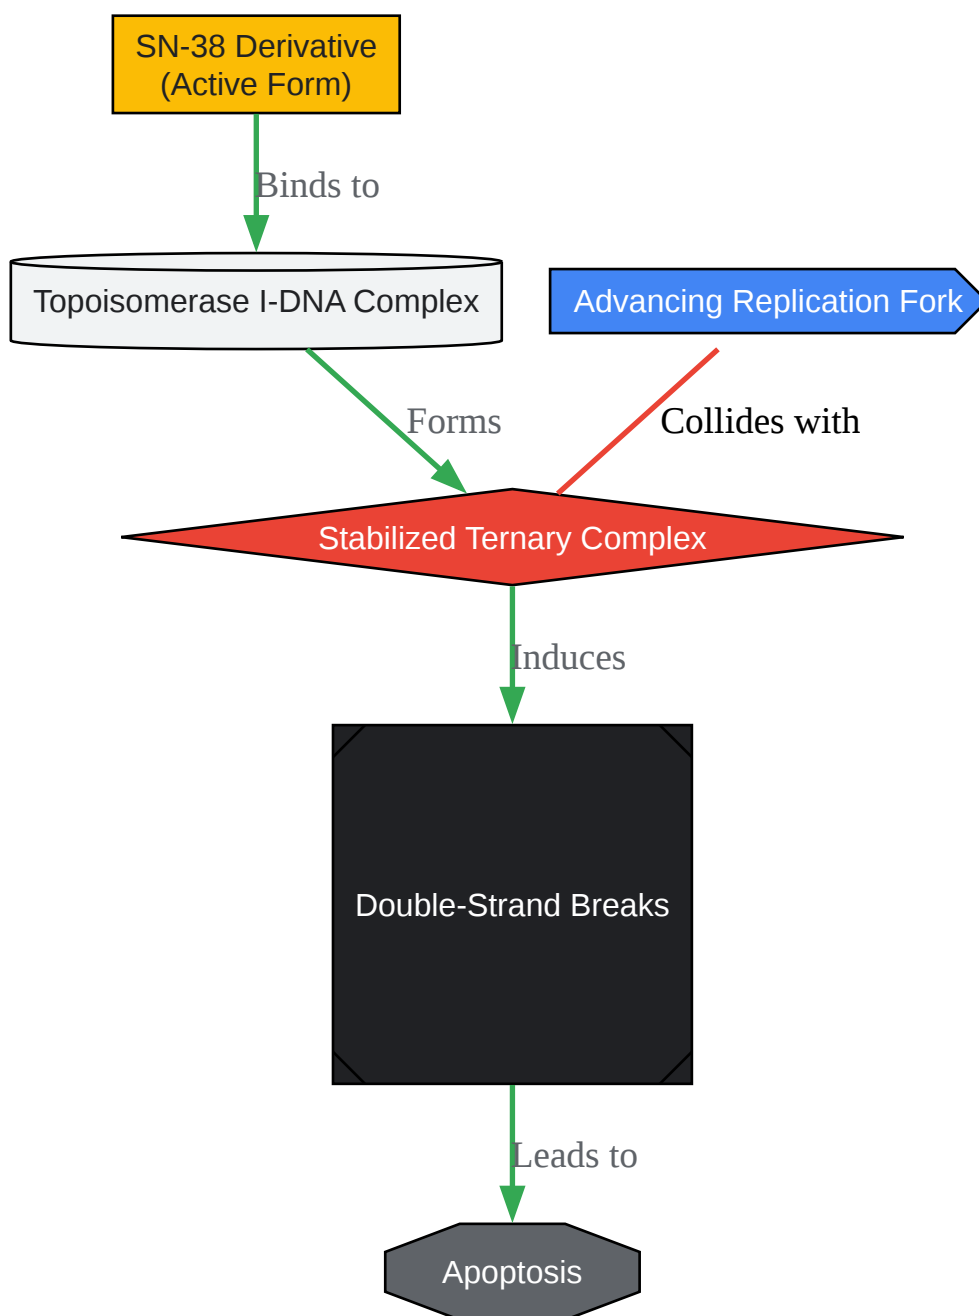 SN-38 Derivative
(Active Form)
Binds to
Topoisomerase I-DNA Complex
Advancing Replication Fork
Forms
Collides with
Stabilized Ternary Complex
Induces
Double-Strand Breaks
Leads to
Apoptosis